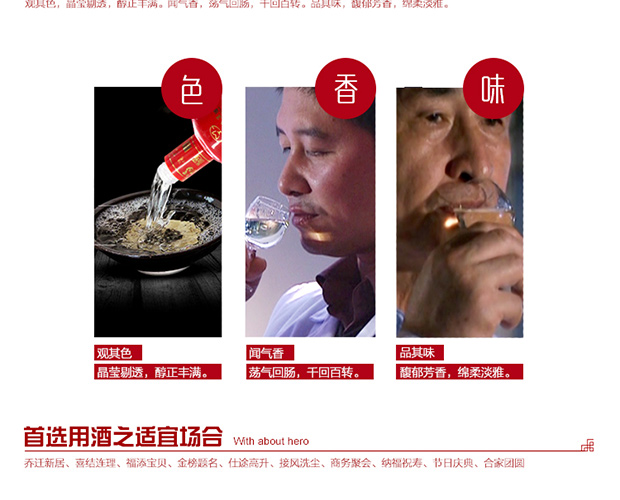 观其色，晶莹剔透，醇正丰满。闻气香，荡气回肠，千回百转。品其味，馥郁芳香，绵柔淡雅。
色 香 味
观其色 闻气香 品其味
晶莹剔透，醇正丰满。 荡气回肠，千回百转。 馥郁芳香，绵柔淡雅。
首选用酒之适宜场合 With about hero
乔迁新居、喜结连理、福添宝贝、金榜题名、仕途高升、接风洗尘、商务聚会、纳福祝寿、节日庆典、合家团圆